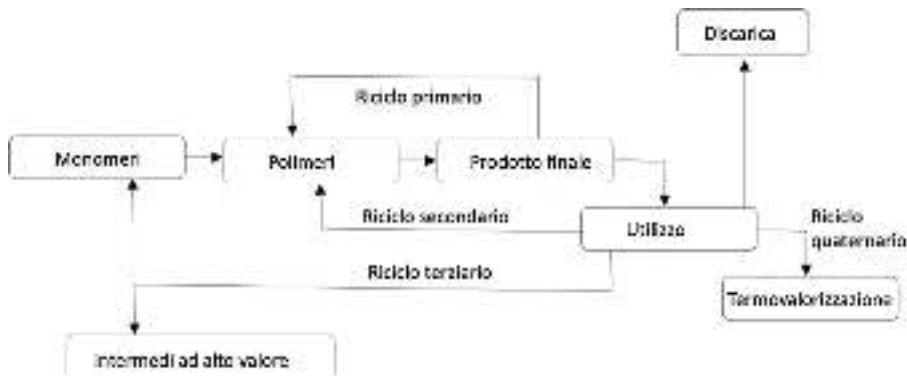 Discarica
Riciclo primario
Monomeri
Polimeri
Prodotto finale
Riciclo secondario
Utilizzo
Riciclo
quaternario
Riciclo terziario
Termovalorizzazione
Intermedi ad alto valore